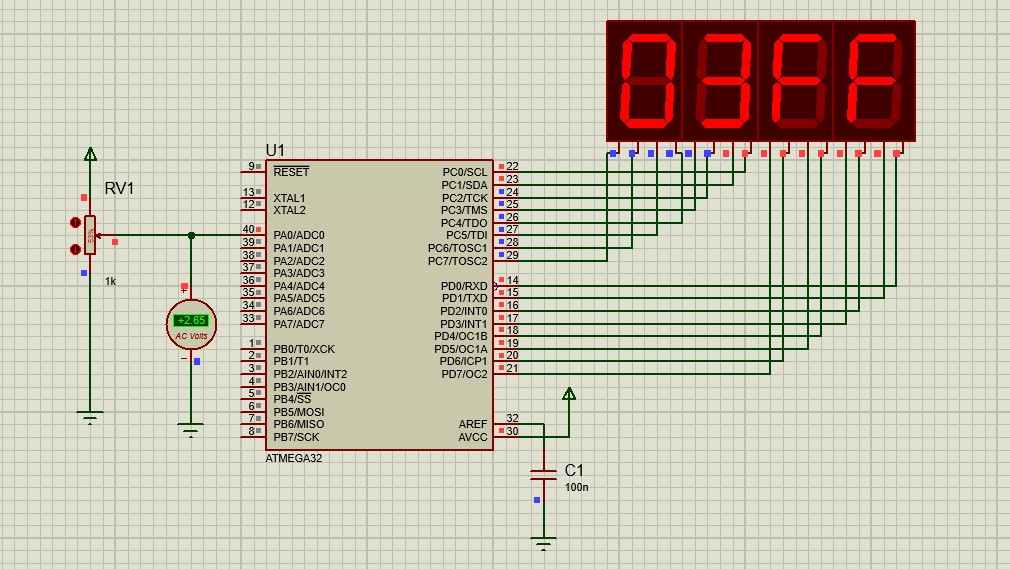 03FF
U1
9 RESET PC0/SCL 22
PC1/SDA 23
13 XTAL1 PC2/TCK 24
12 XTAL2 PC3/TMS 25
PC4/TDO 26
40 PA0/ADC0 PC5/TDI 27
39 PA1/ADC1 PC6/TOSC1 28
38 PA2/ADC2 PC7/TOSC2 29
37 PA3/ADC3
36 PA4/ADC4 PD0/RXD 14
35 PA5/ADC5 PD1/TXD 15
34 PA6/ADC6 PD2/INT0 16
33 PA7/ADC7 PD3/INT1 17
PD4/OC1B 18
1 PB0/T0/XCK PD5/OC1A 19
2 PB1/T1 PD6/ICP1 20
3 PB2/AIN0/INT2 PD7/OC2 21
4 PB3/AIN1/OC0
5 PB4/SS
6 PB5/MOSI
7 PB6/MISO AREF 32
8 PB7/SCK AVCC 30
ATMEGA32
RV1
53%
1k
+2.65
AC Volts
+
−
C1
100n